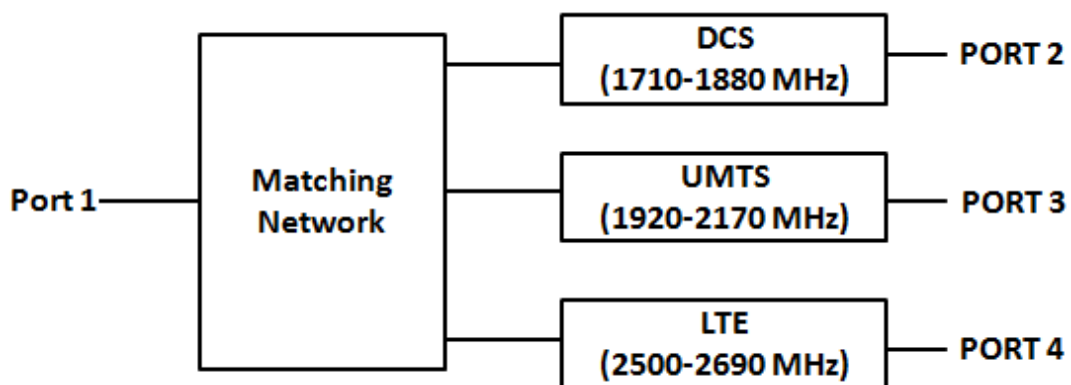 DCS
(1710-1880 MHz)
PORT 2
Matching
Network
Port 1
UMTS
(1920-2170 MHz)
PORT 3
LTE
(2500-2690 MHz)
PORT 4